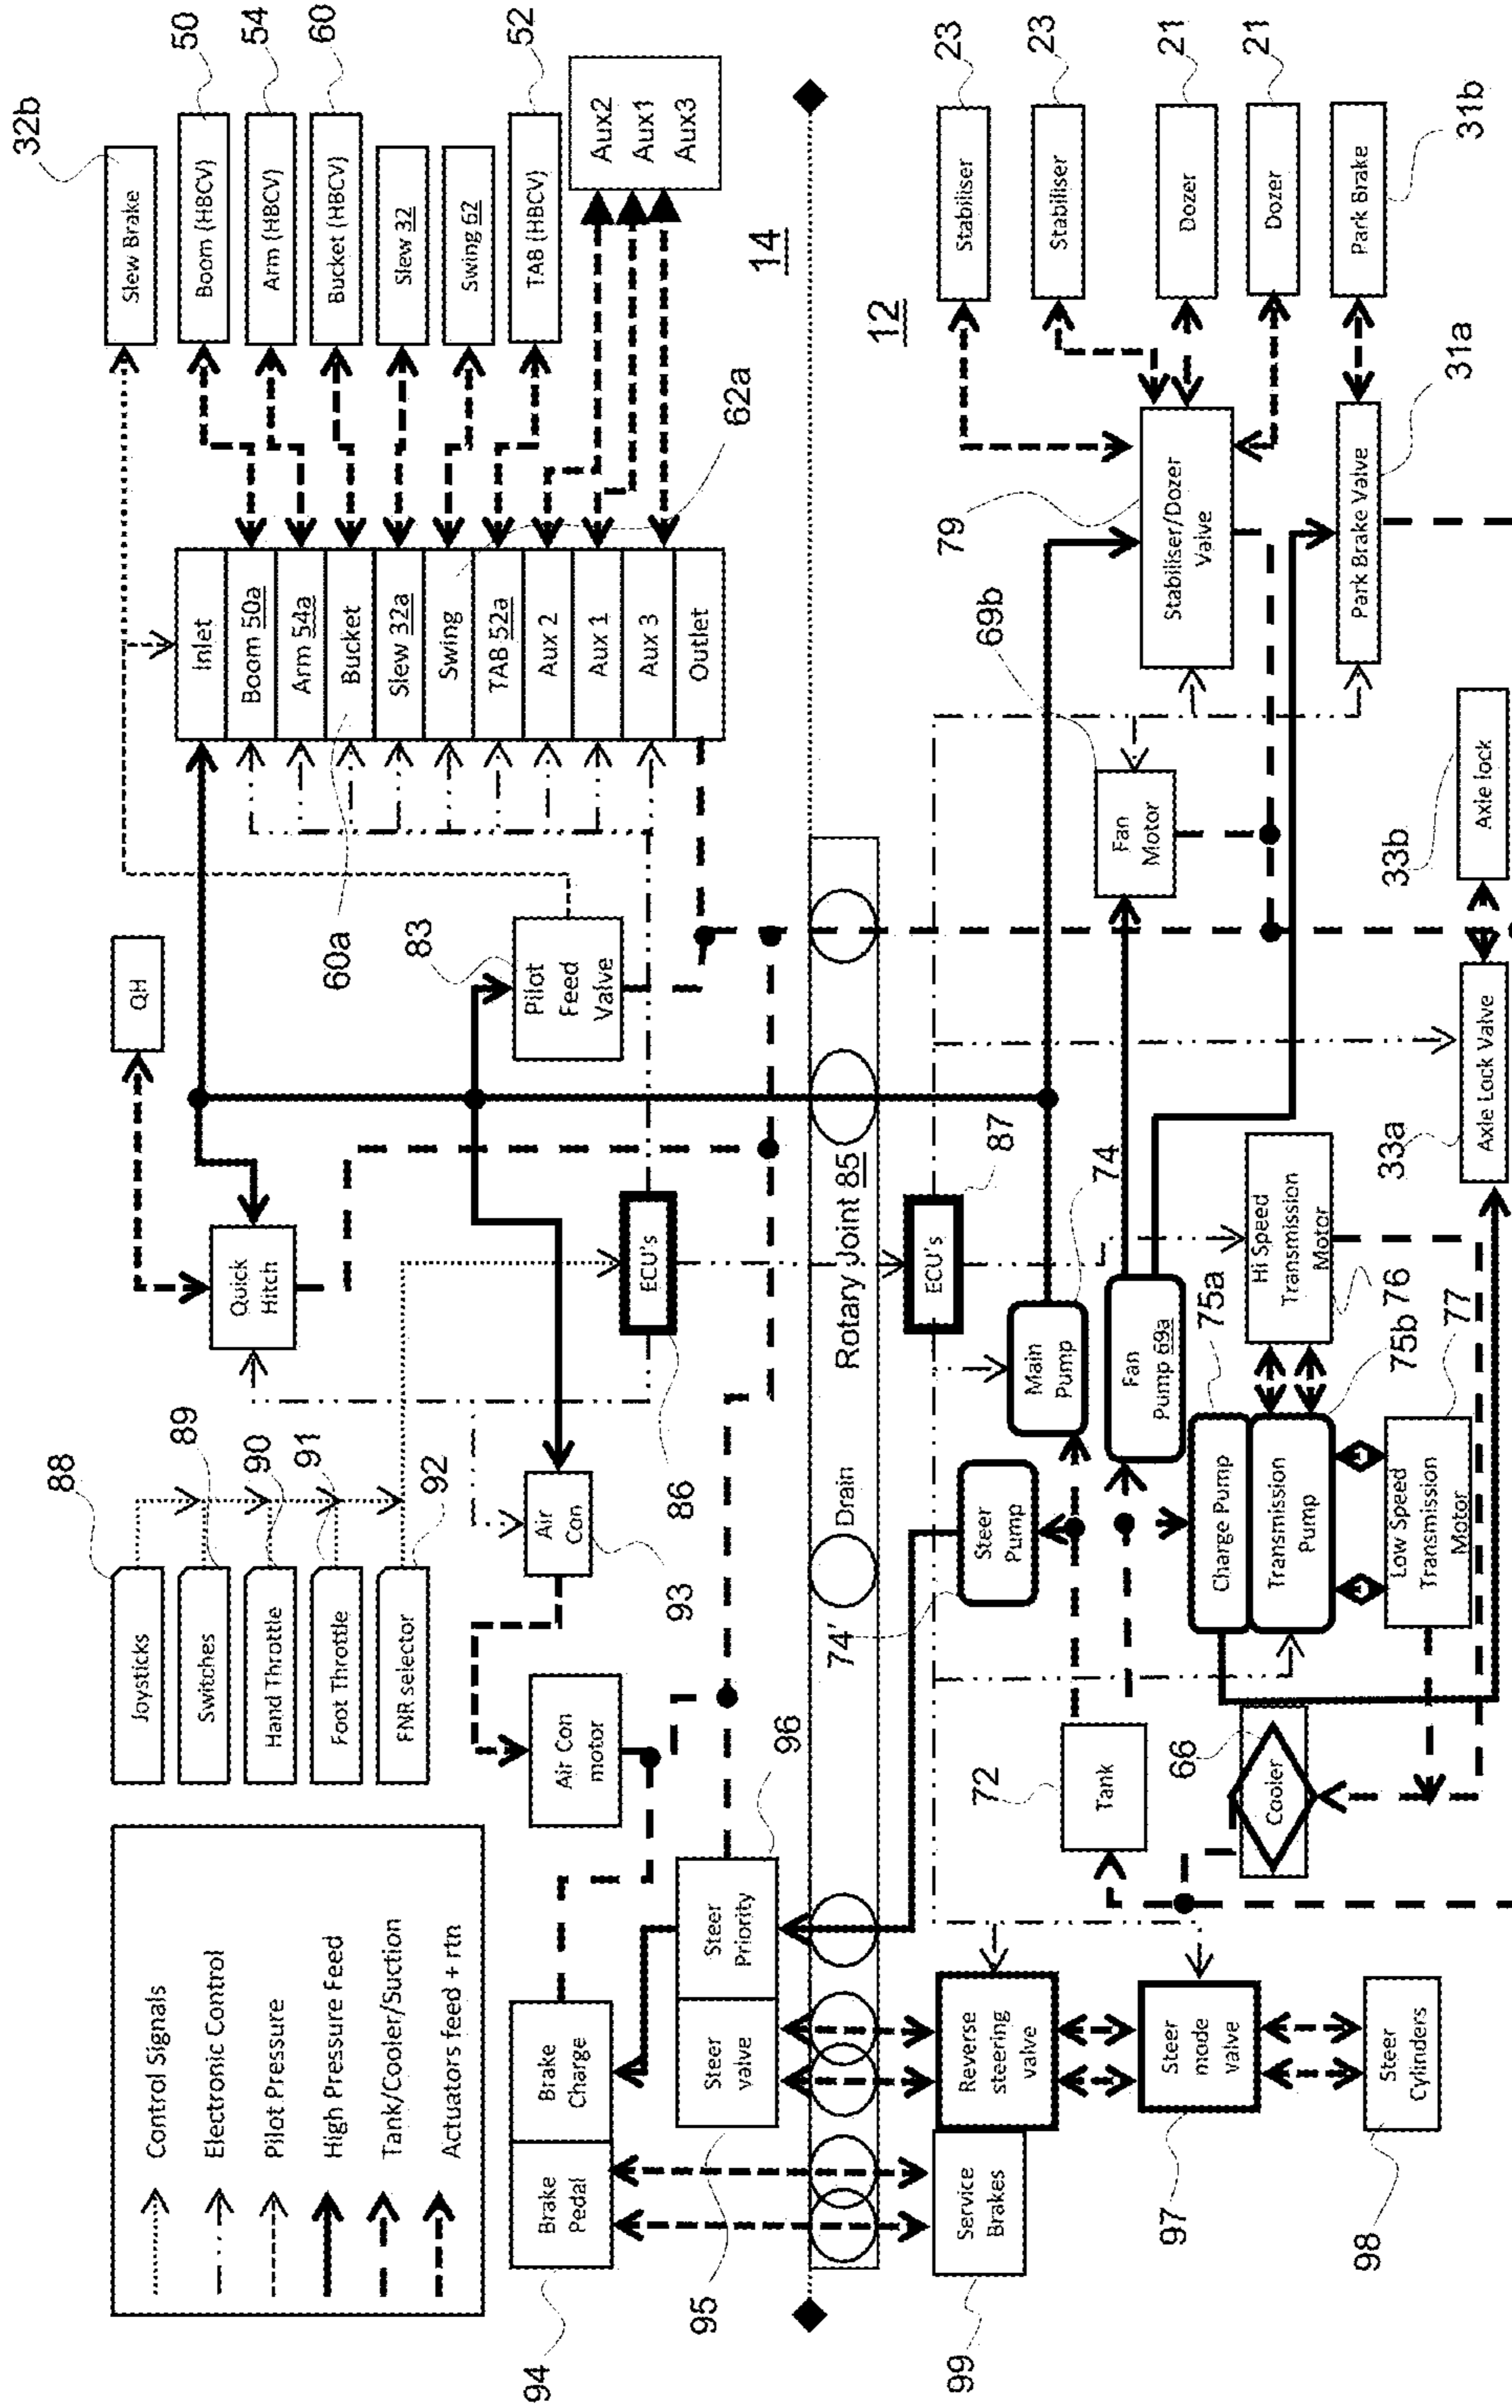 Control Signals
Electronic Control
Pilot Pressure
High Pressure Feed
Tank/Cooler/Suction
Actuators feed + rtn
Joysticks
88
Switches
89
Hand Throttle
90
Foot Throttle
91
FNR selector
92
QH
Quick
Hitch
Slew Brake
32b
Boom (HBCV)
50
Arm (HBCV)
54
Bucket (HBCV)
60
Slew 32
Swing 62
TAB (HBCV)
52
Aux2
Aux1
Aux3
Inlet
Boom 50a
Arm 54a
Bucket
Slew 32a
Swing
TAB 52a
Aux 2
Aux 1
Aux 3
Outlet
60a
62a
83
Pilot
Feed
Valve
ECU's
86
Air
Con
93
Air Con
motor
Brake
Pedal
Brake
Charge
94
Steer
valve
Steer
Priority
95
96
14
Drain
Rotary Joint 85
12
ECU's
87
Service
Brakes
99
Reverse
steering
valve
Steer
mode
valve
97
Steer
Cylinders
98
Steer
Pump
74'
Main
Pump
74
Fan
Pump 69a
Tank
72
Cooler
66
Charge Pump
75a
Transmission
Pump
75b
Hi Speed
Transmission
Motor
76
Low Speed
Transmission
Motor
77
Fan
Motor
69b
Stabiliser/Dozer
Valve
79
Stabiliser
23
Stabiliser
23
Dozer
21
Dozer
21
Park Brake
31b
Park Brake Valve
31a
Axle Lock Valve
33a
Axle lock
33b